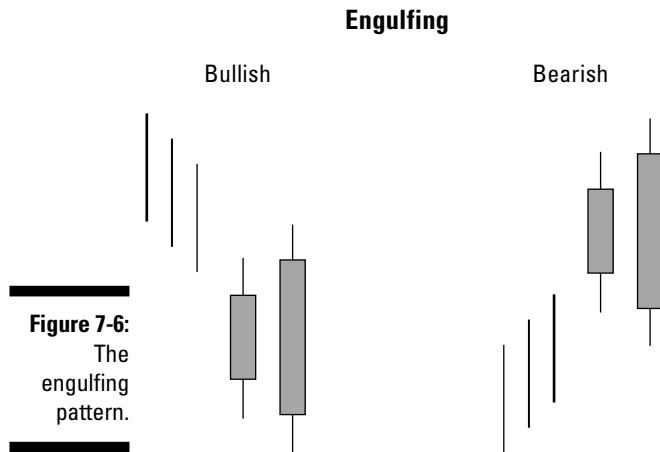 Engulfing
Bullish
Bearish
Figure 7-6:
The
engulfing
pattern.